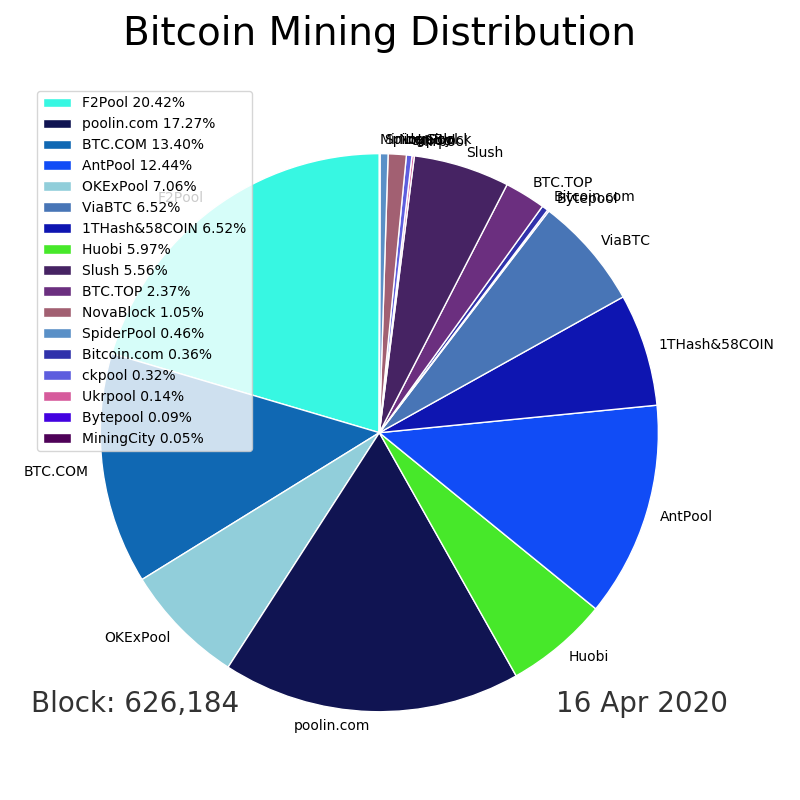 Bitcoin Mining Distribution
F2Pool 20.42%
poolin.com 17.27%
BTC.COM 13.40%
AntPool 12.44%
OKExPool 7.06%
ViaBTC 6.52%
1THash&58COIN 6.52%
Huobi 5.97%
Slush 5.56%
BTC.TOP 2.37%
NovaBlock 1.05%
SpiderPool 0.46%
Bitcoin.com 0.36%
ckpool 0.32%
Ukrpool 0.14%
Bytepool 0.09%
MiningCity 0.05%
F2Pool
Slush
BTC.TOP
Bitcoin.com
Bytepool
ViaBTC
1THash&58COIN
BTC.COM
AntPool
OKExPool
Huobi
Block: 626,184
16 Apr 2020
poolin.com